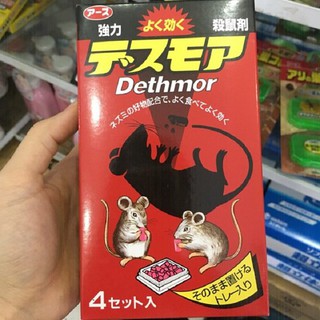 アース
強力
よく効く
殺鼠剤
デスモア
Dethmor
ネズミの好物配合で、よく食べてよく効く
そのまま置ける
トレー入り
4セット入